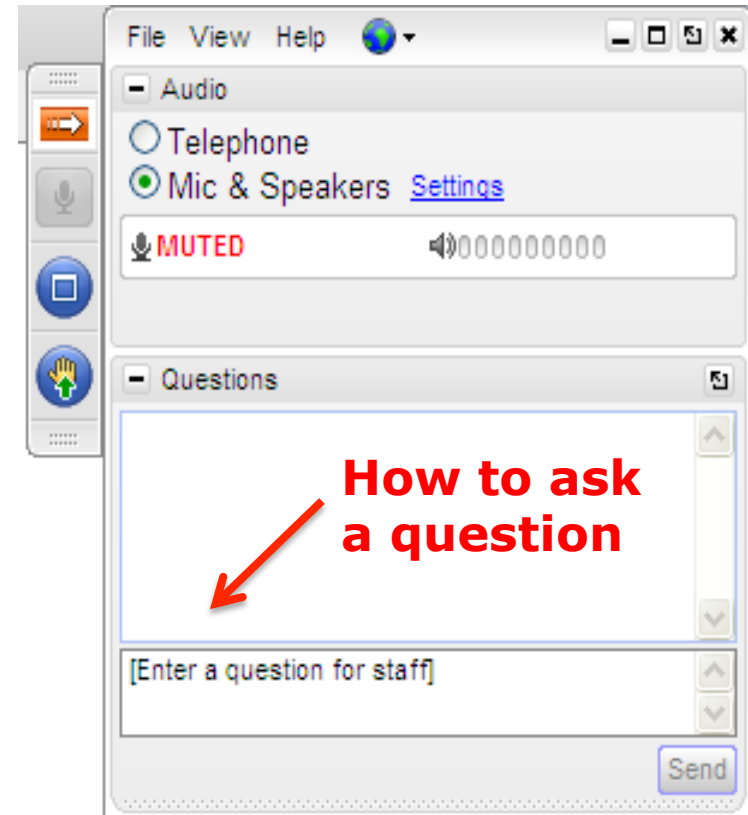 File View Help
Audio
Telephone
Mic & Speakers Settings
MUTED 000000000
Questions
How to ask
a question
[Enter a question for staff]
Send